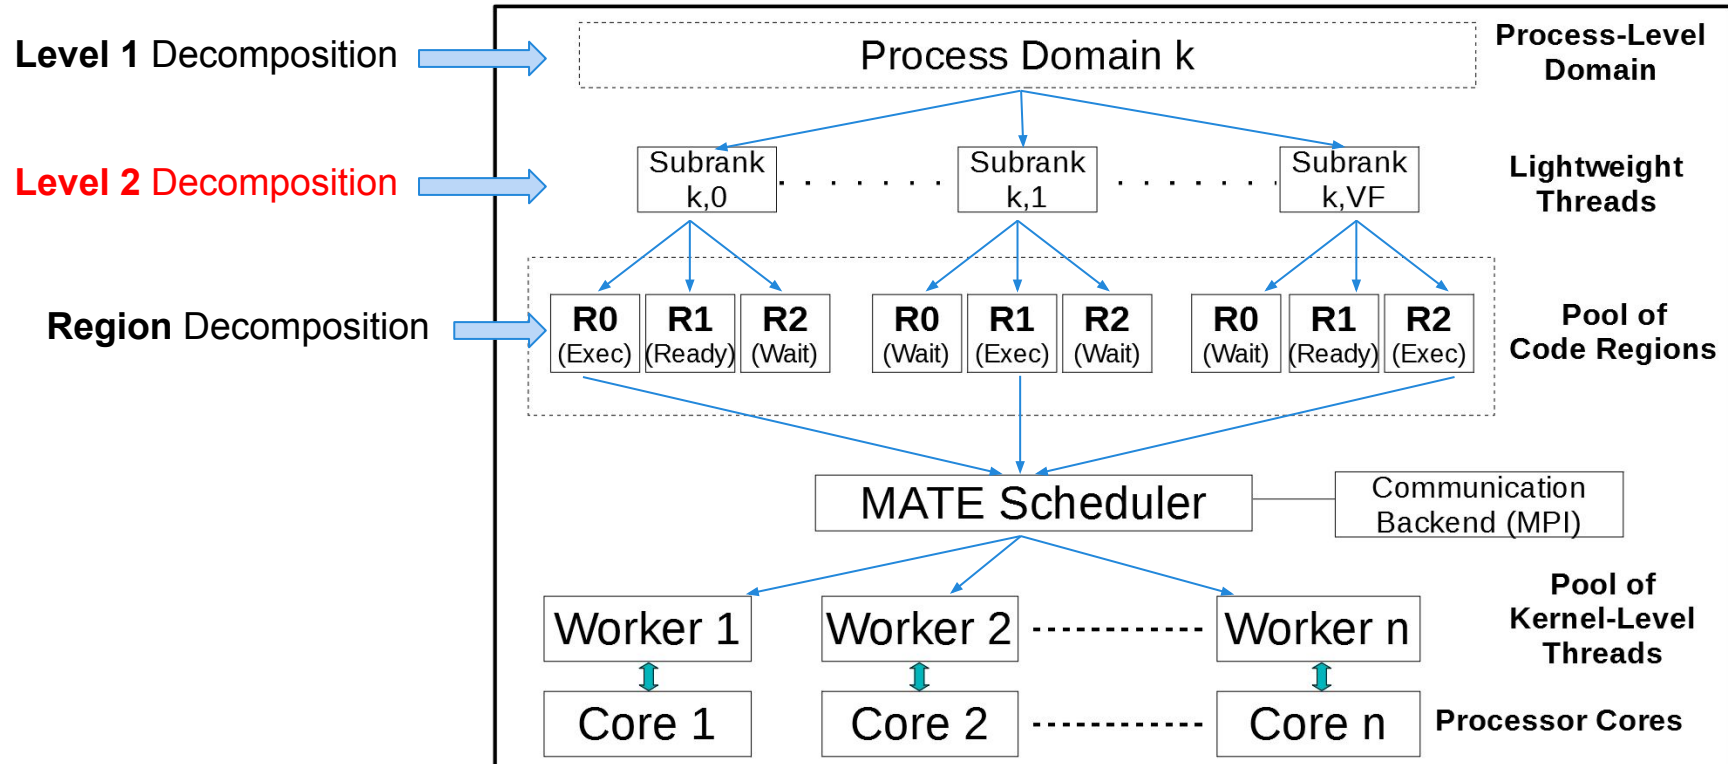 Level 1 Decomposition
Process Domain k
Process-Level
Domain
Level 2 Decomposition
Subrank
k,0
Subrank
k,1
Subrank
k,VF
Lightweight
Threads
Region Decomposition
R0
(Exec)
R1
(Ready)
R2
(Wait)
R0
(Wait)
R1
(Exec)
R2
(Wait)
R0
(Wait)
R1
(Ready)
R2
(Exec)
Pool of
Code Regions
MATE Scheduler
Communication
Backend (MPI)
Worker 1
Worker 2
Worker n
Pool of
Kernel-Level
Threads
Core 1
Core 2
Core n
Processor Cores